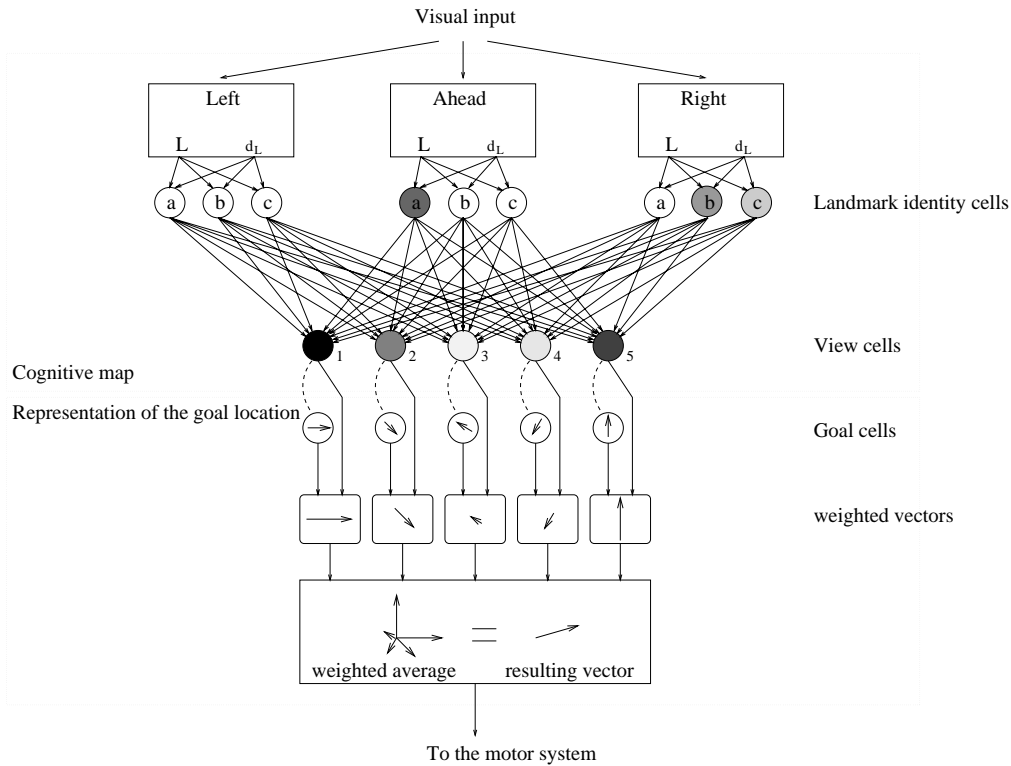 Visual input
Left
Ahead
Right
L d_L
L d_L
L d_L
a b c
a b c
a b c
Landmark identity cells
1 2 3 4 5
View cells
Cognitive map
Representation of the goal location
Goal cells
weighted vectors
weighted average
resulting vector
To the motor system